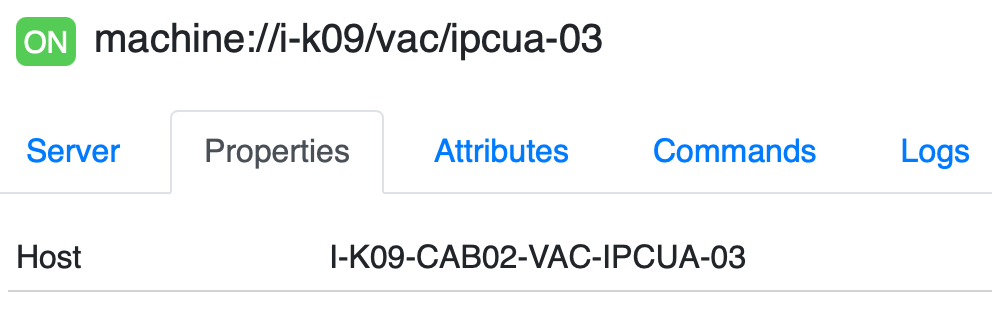 ON machine://i-k09/vac/ipcua-03
Server Properties Attributes Commands Logs
Host I-K09-CAB02-VAC-IPCUA-03